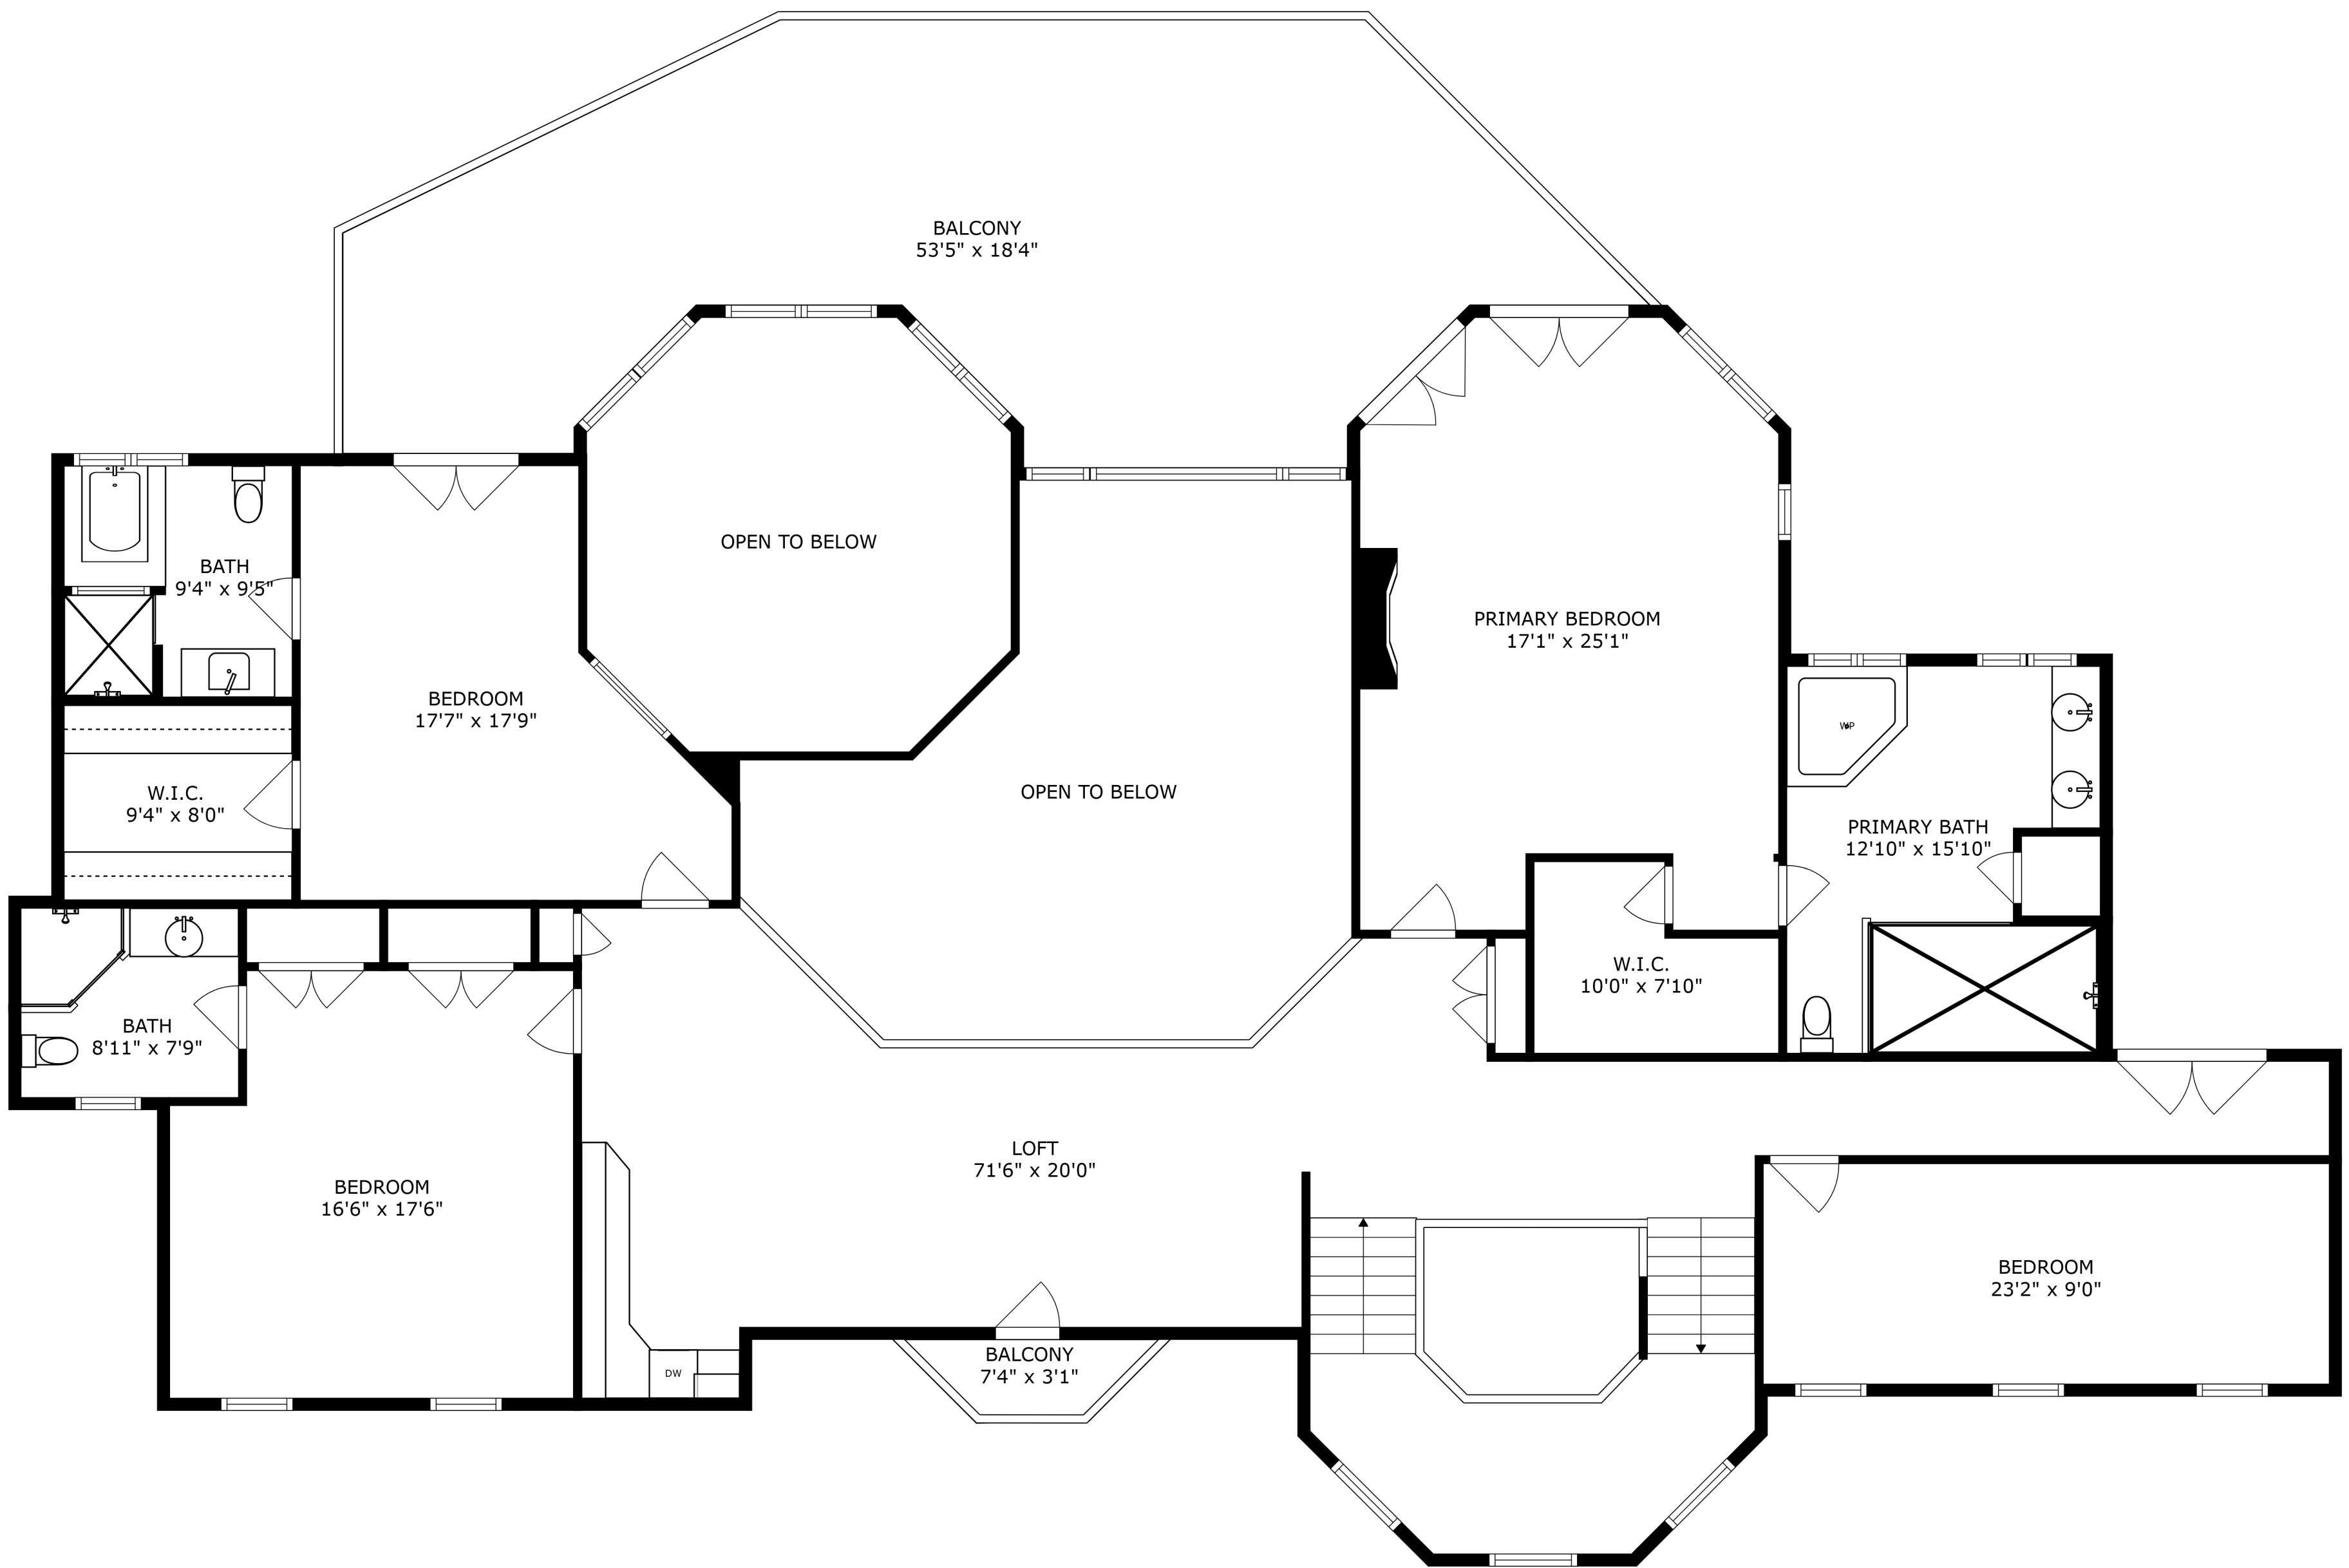 BALCONY
53'5" x 18'4"
OPEN TO BELOW
BATH
9'4" x 9'5"
PRIMARY BEDROOM
17'1" x 25'1"
BEDROOM
17'7" x 17'9"
WP
W.I.C.
9'4" x 8'0"
OPEN TO BELOW
PRIMARY BATH
12'10" x 15'10"
W.I.C.
10'0" x 7'10"
BATH
8'11" x 7'9"
LOFT
71'6" x 20'0"
BEDROOM
16'6" x 17'6"
BEDROOM
23'2" x 9'0"
BALCONY
7'4" x 3'1"
DW